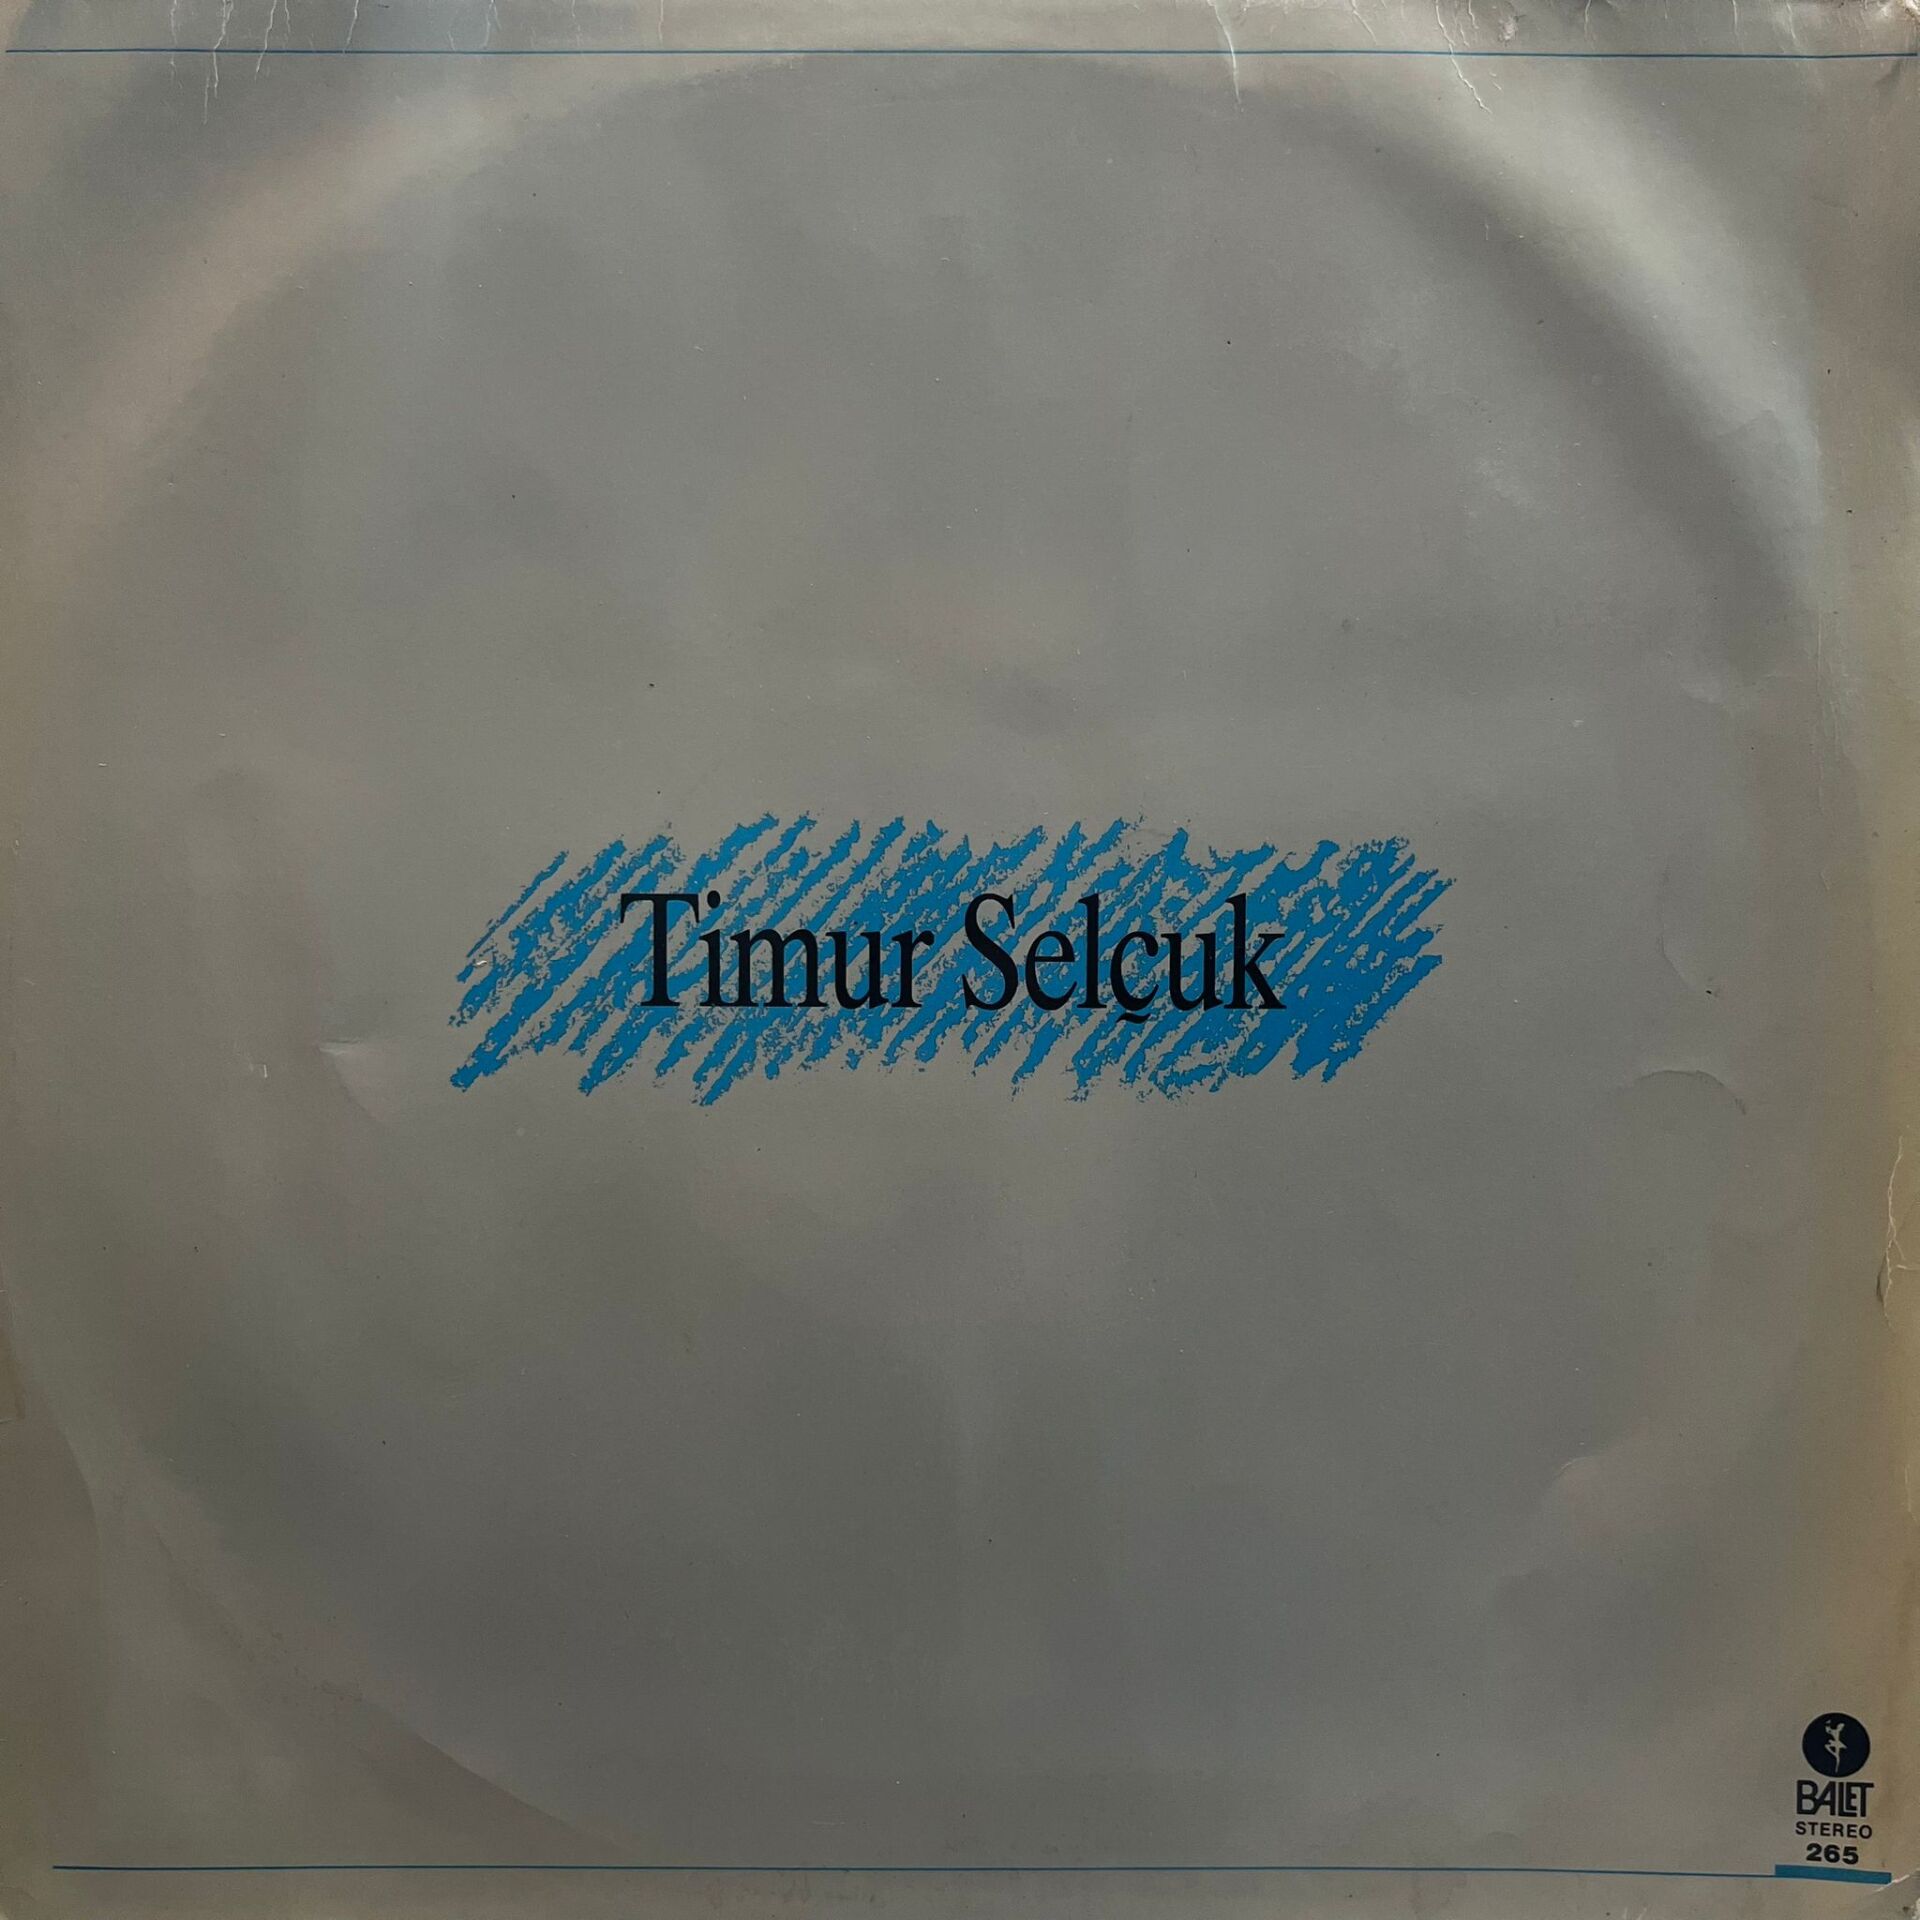 Timur Selçuk
BALET
STEREO
265